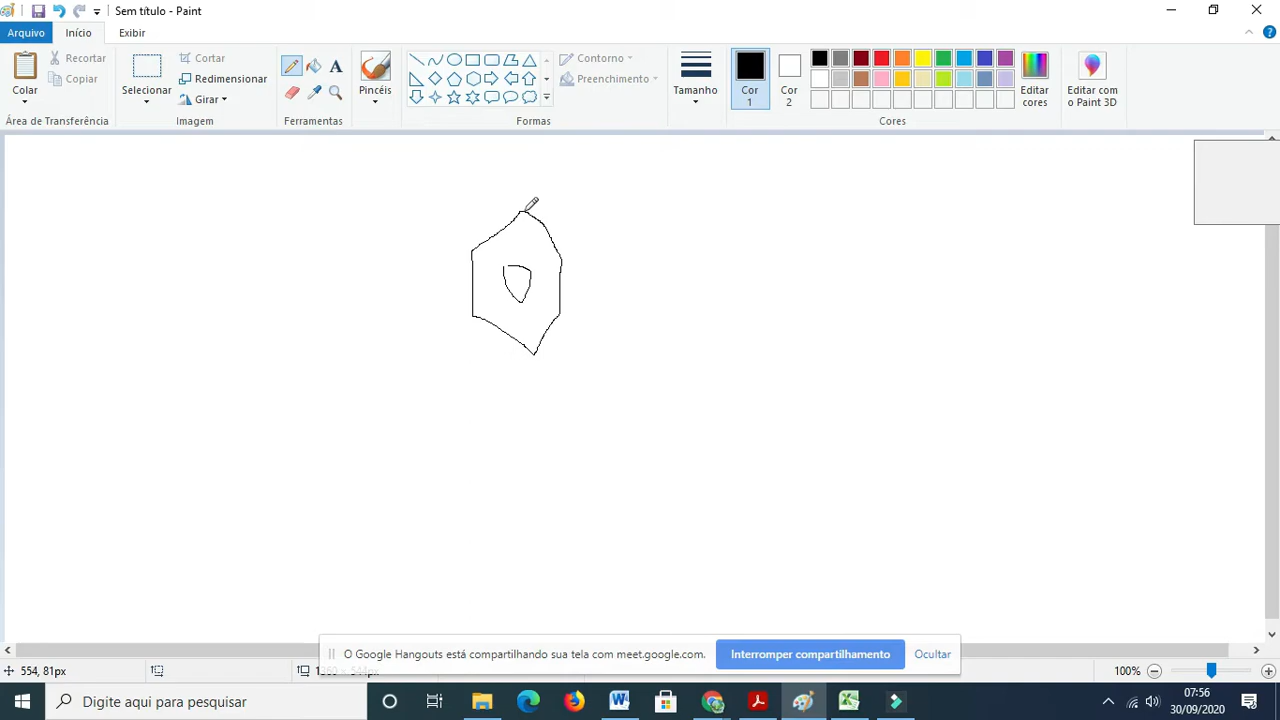 Sem título - Paint
Arquivo Início Exibir
Colar
Recortar
Copiar
Área de Transferência
Selecionar
Cortar
Redimensionar
Girar
Imagem
A
Ferramentas
Pincéis
Contorno
Preenchimento
Formas
Tamanho
Cor 1
Cor 2
Editar cores
Cores
Editar com o Paint 3D
O Google Hangouts está compartilhando sua tela com meet.google.com. Interromper compartilhamento Ocultar
554, 81px 1360 × 544px 100%
Digite aqui para pesquisar
07:56
30/09/2020